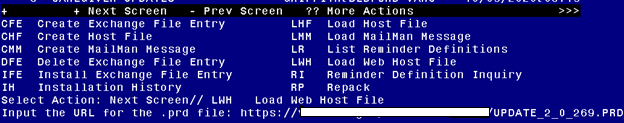 + + Next Screen - Prev Screen ?? More Actions >>>
CFE Create Exchange File Entry LHF Load Host File
CHF Create Host File LMM Load MailMan Message
CMM Create MailMan Message LR List Reminder Definitions
DFE Delete Exchange File Entry LWH Load Web Host File
IFE Install Exchange File Entry RI Reminder Definition Inquiry
IH Installation History RP Repack
Select Action: Next Screen// LWH Load Web Host File
Input the URL for the .prd file: https:// /UPDATE_2_0_269.PRD